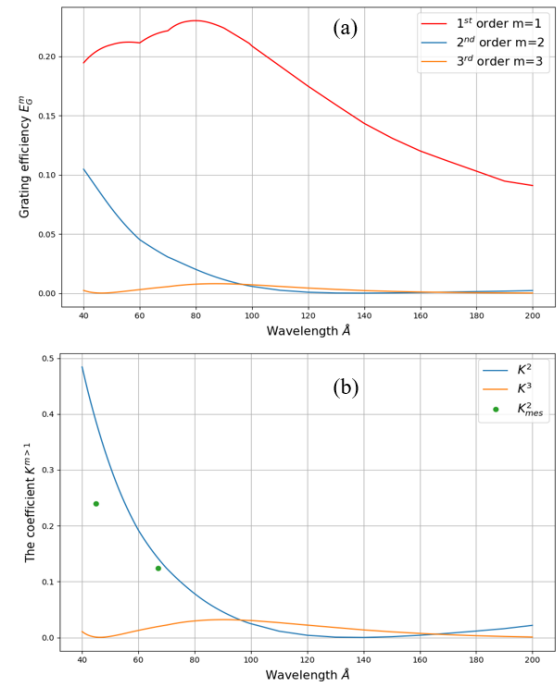 (a)
1st order m=1
2nd order m=2
3rd order m=3
Grating efficiency E_G^m
0.20
0.15
0.10
0.05
0.00
40 60 80 100 120 140 160 180 200
Wavelength Å
(b)
K²
K³
K²mes
The coefficient K^{m>1}
0.5
0.4
0.3
0.2
0.1
0.0
40 60 80 100 120 140 160 180 200
Wavelength Å